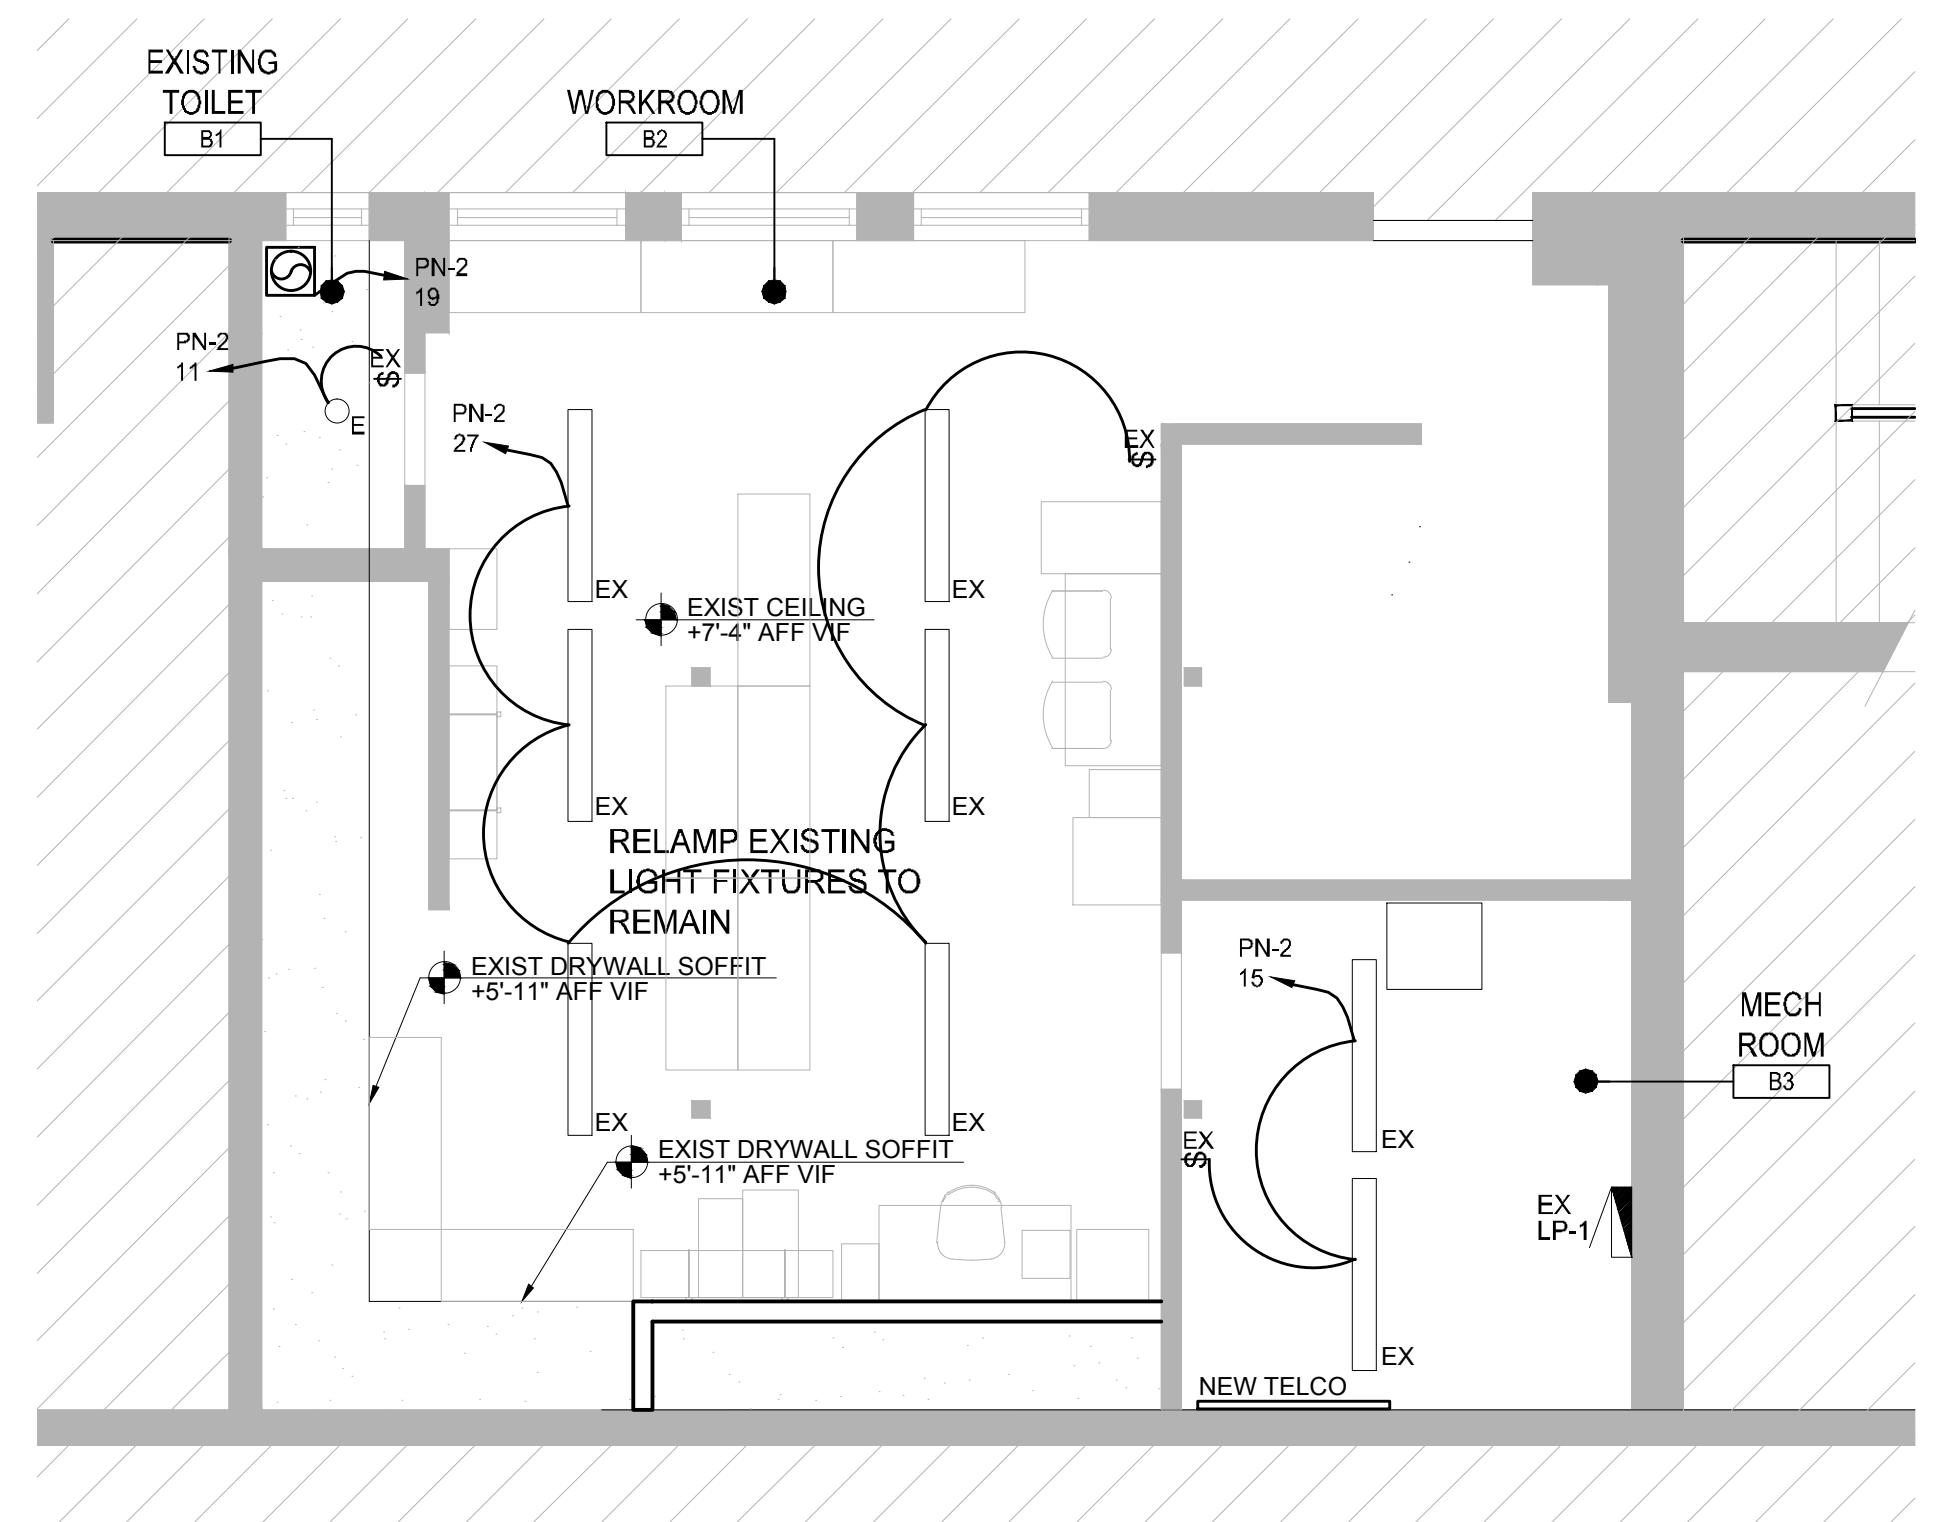 EXISTING
TOILET
B1
WORKROOM
B2
PN-2
19
PN-2
11
EX
$
E
PN-2
27
EX
$
EX
EX
EXIST CEILING
+7'-4" AFF VIF
EX
EX
RELAMP EXISTING
LIGHT FIXTURES TO
REMAIN
EXIST DRYWALL SOFFIT
+5'-11" AFF VIF
PN-2
15
MECH
ROOM
B3
EX
EX
EXIST DRYWALL SOFFIT
+5'-11" AFF VIF
EX
$
EX
EX
LP-1
EX
NEW TELCO